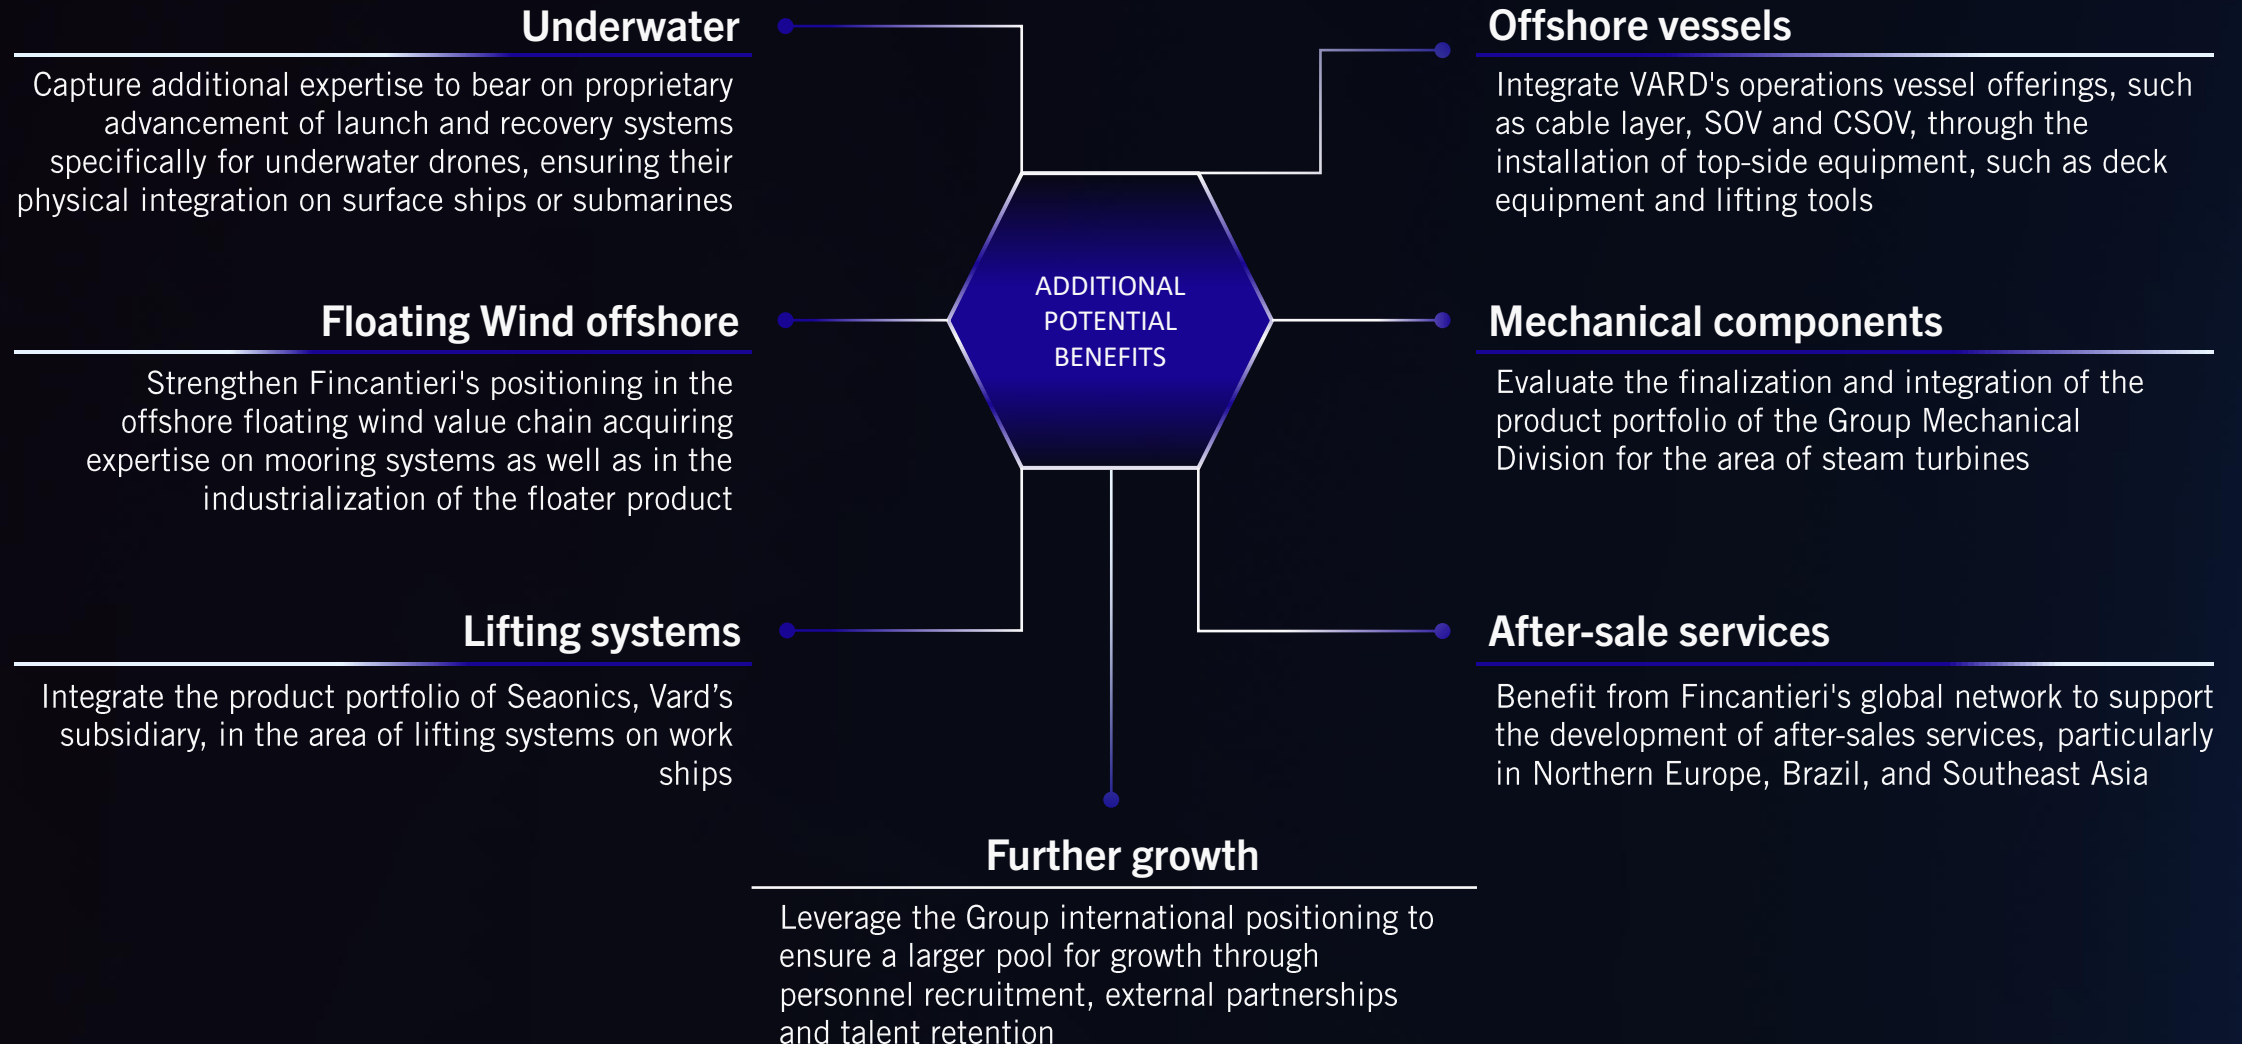 Underwater
Capture additional expertise to bear on proprietary
advancement of launch and recovery systems
specifically for underwater drones, ensuring their
physical integration on surface ships or submarines
Floating Wind offshore
Strengthen Fincantieri's positioning in the
offshore floating wind value chain acquiring
expertise on mooring systems as well as in the
industrialization of the floater product
Lifting systems
Integrate the product portfolio of Seaonics, Vard’s
subsidiary, in the area of lifting systems on work
ships
ADDITIONAL
POTENTIAL
BENEFITS
Offshore vessels
Integrate VARD's operations vessel offerings, such
as cable layer, SOV and CSOV, through the
installation of top-side equipment, such as deck
equipment and lifting tools
Mechanical components
Evaluate the finalization and integration of the
product portfolio of the Group Mechanical
Division for the area of steam turbines
After-sale services
Benefit from Fincantieri's global network to support
the development of after-sales services, particularly
in Northern Europe, Brazil, and Southeast Asia
Further growth
Leverage the Group international positioning to
ensure a larger pool for growth through
personnel recruitment, external partnerships
and talent retention